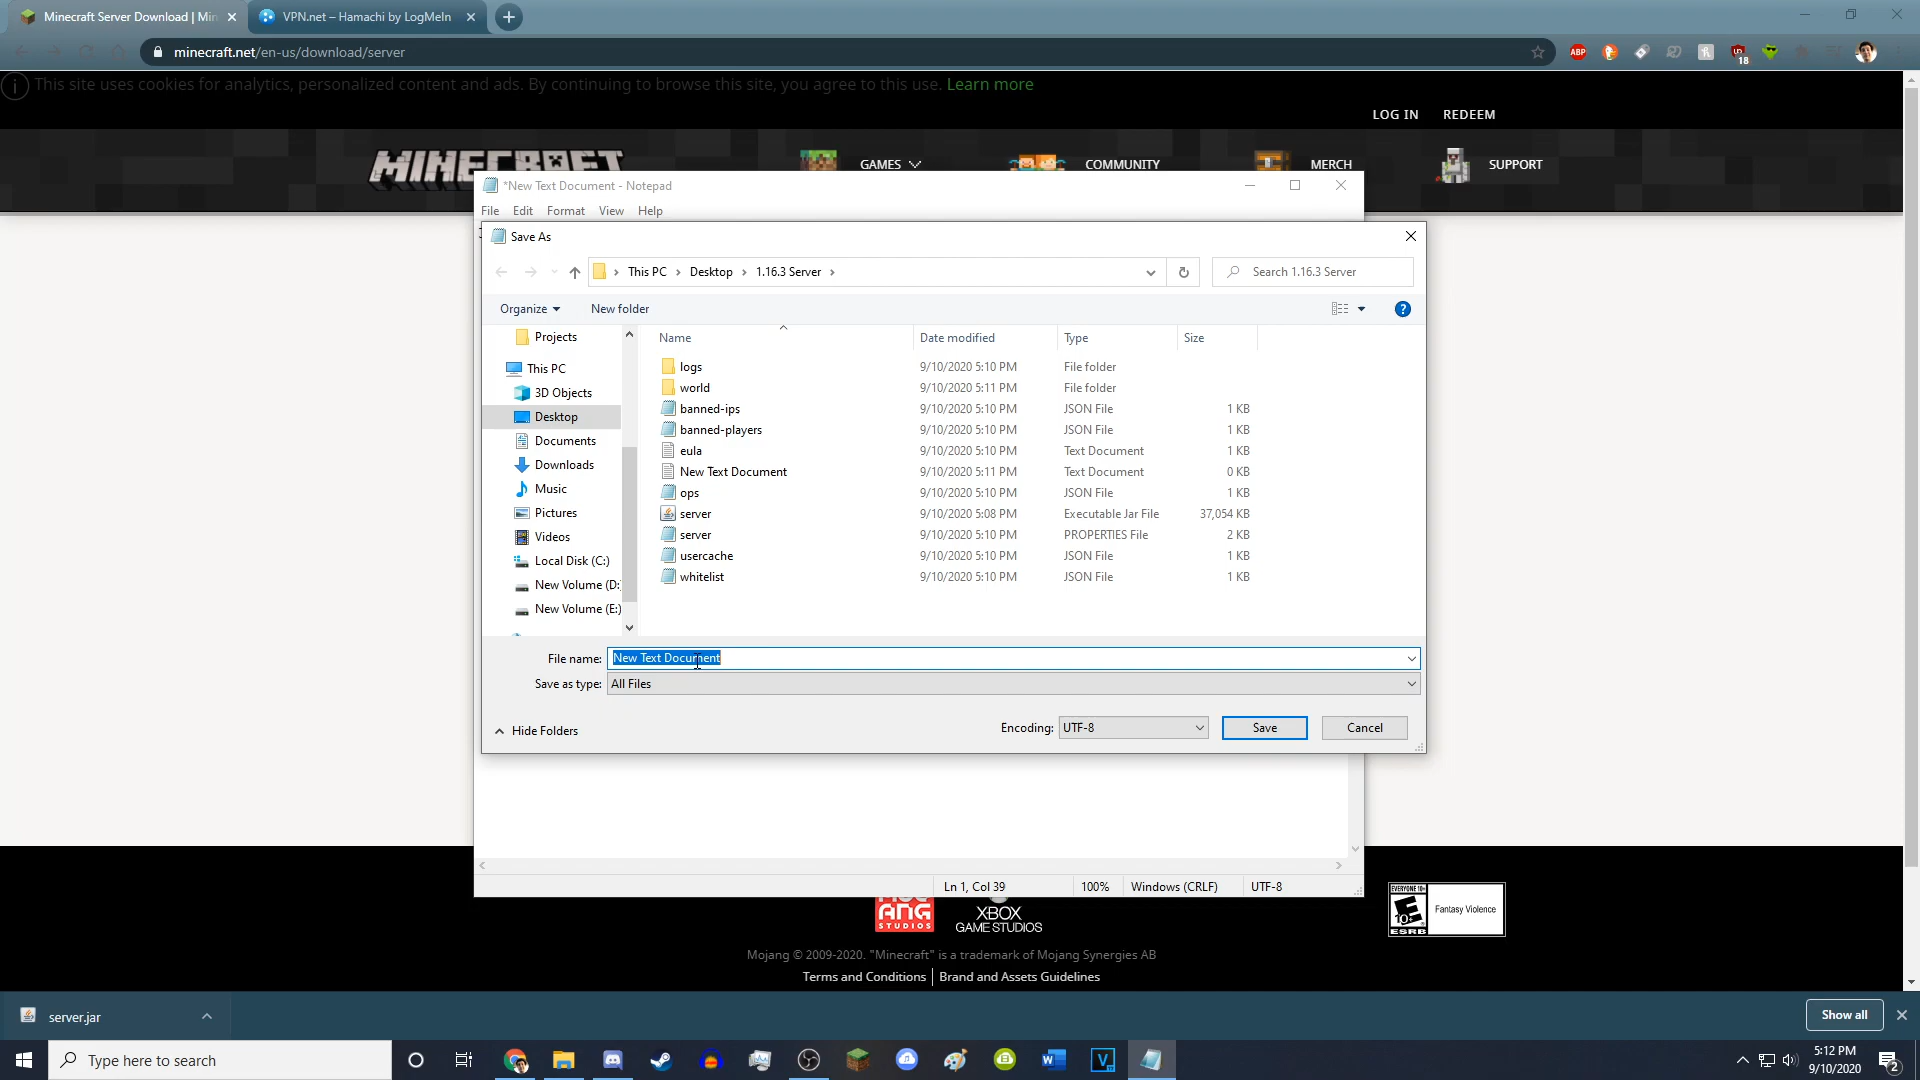 Minecraft Server Download | Min
VPN.net – Hamachi by LogMeIn
minecraft.net/en-us/download/server
ABP
18
This site uses cookies for analytics, personalized content and ads. By continuing to browse this site, you agree to this use. Learn more
LOG IN REDEEM
MINECRAFT
GAMES COMMUNITY MERCH SUPPORT
*New Text Document - Notepad
File Edit Format View Help
Save As
This PC Desktop 1.16.3 Server
Search 1.16.3 Server
Organize New folder
Name Date modified Type Size
Projects
This PC
3D Objects
Desktop
Documents
Downloads
Music
Pictures
Videos
Local Disk (C:)
New Volume (D:
New Volume (E:)
logs 9/10/2020 5:10 PM File folder
world 9/10/2020 5:11 PM File folder
banned-ips 9/10/2020 5:10 PM JSON File 1 KB
banned-players 9/10/2020 5:10 PM JSON File 1 KB
eula 9/10/2020 5:10 PM Text Document 1 KB
New Text Document 9/10/2020 5:11 PM Text Document 0 KB
ops 9/10/2020 5:10 PM JSON File 1 KB
server 9/10/2020 5:08 PM Executable Jar File 37,054 KB
server 9/10/2020 5:10 PM PROPERTIES File 2 KB
usercache 9/10/2020 5:10 PM JSON File 1 KB
whitelist 9/10/2020 5:10 PM JSON File 1 KB
File name: New Text Document
Save as type: All Files
Hide Folders
Encoding: UTF-8 Save Cancel
Ln 1, Col 39 100% Windows (CRLF) UTF-8
ANG
STUDIOS
XBOX
GAME STUDIOS
EVERYONE 10+
E 10+
ESRB
Fantasy Violence
Mojang © 2009-2020. "Minecraft" is a trademark of Mojang Synergies AB
Terms and Conditions | Brand and Assets Guidelines
server.jar
Show all
Type here to search
5:12 PM
9/10/2020
2